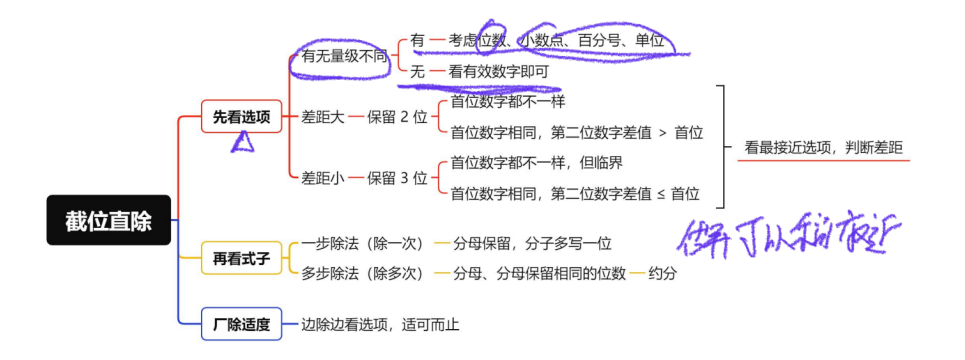 截位直除
先看选项
有无量级不同
有
考虑位数、小数点、百分号、单位
无
看有效数字即可
差距大
保留 2 位
首位数字都不一样
首位数字相同，第二位数字差值 > 首位
差距小
保留 3 位
首位数字都不一样，但临界
首位数字相同，第二位数字差值 ≤ 首位
看最接近选项，判断差距
再看式子
一步除法（除一次）
分母保留，分子多写一位
多步除法（除多次）
分母、分母保留相同的位数
约分
厂除适度
边除边看选项，适可而止